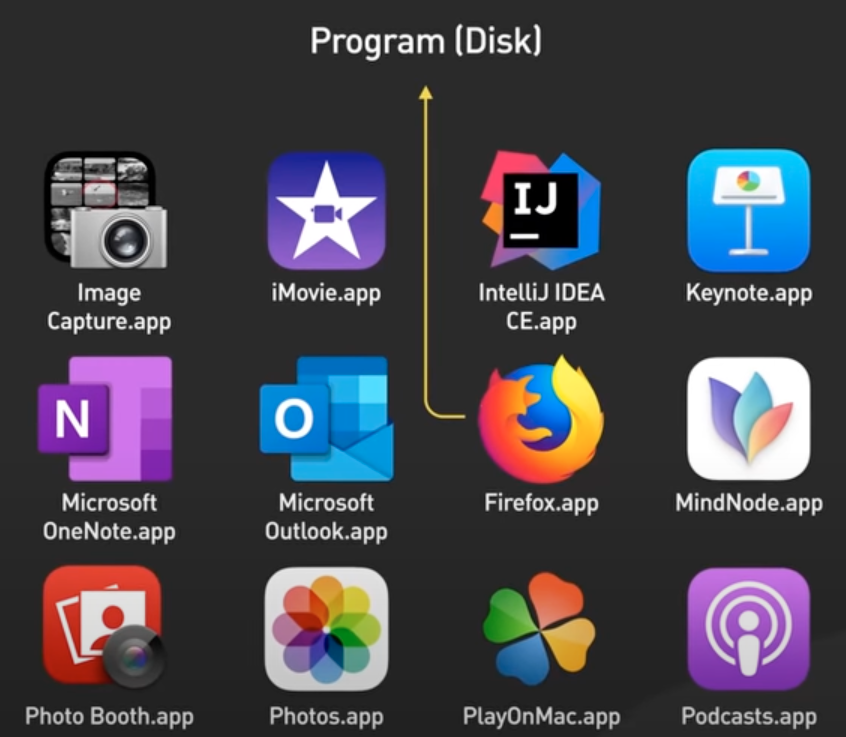 Program (Disk)
IJ
Image
Capture.app
iMovie.app
IntelliJ IDEA
CE.app
Keynote.app
N
O
Microsoft
OneNote.app
Microsoft
Outlook.app
Firefox.app
MindNode.app
Photo Booth.app
Photos.app
PlayOnMac.app
Podcasts.app